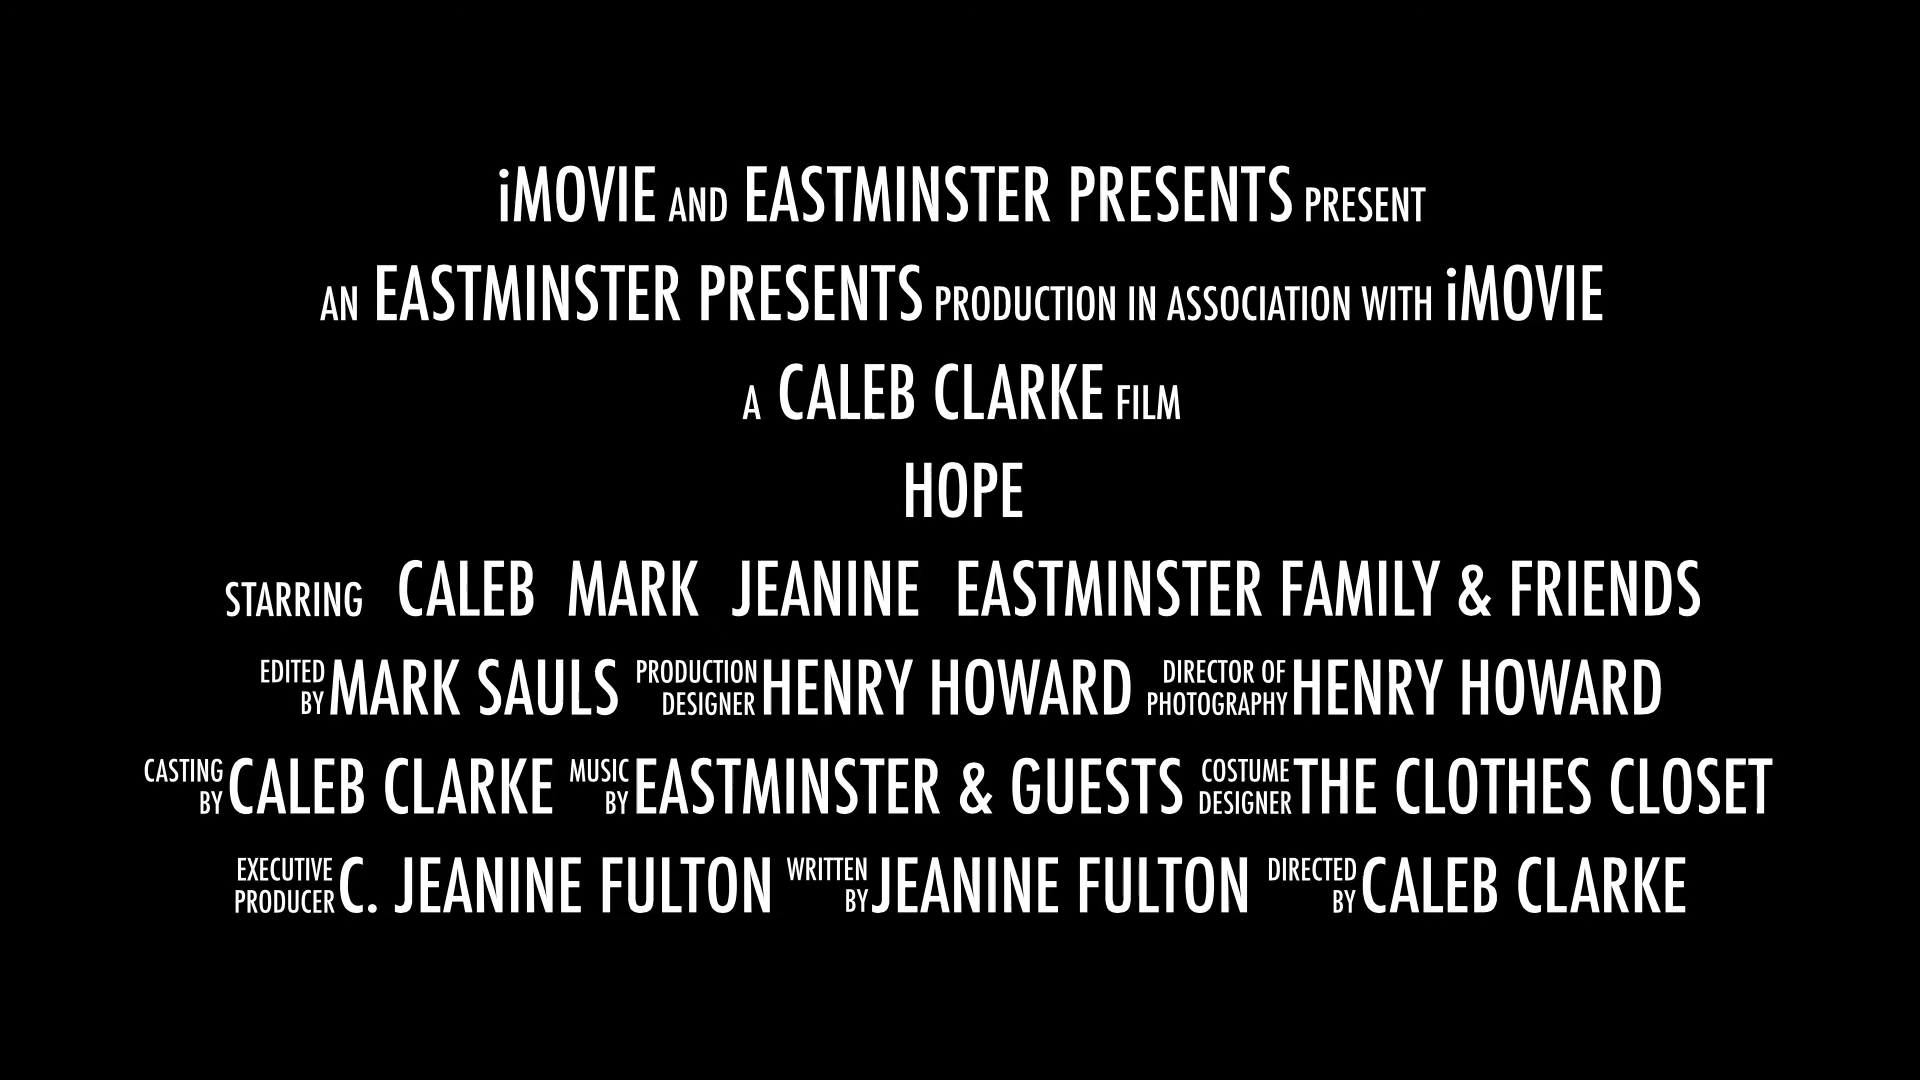 iMOVIE AND EASTMINSTER PRESENTS PRESENT
AN EASTMINSTER PRESENTS PRODUCTION IN ASSOCIATION WITH iMOVIE
A CALEB CLARKE FILM
HOPE
STARRING CALEB MARK JEANINE EASTMINSTER FAMILY & FRIENDS
EDITED BY MARK SAULS PRODUCTION DESIGNER HENRY HOWARD DIRECTOR OF PHOTOGRAPHY HENRY HOWARD
CASTING BY CALEB CLARKE MUSIC BY EASTMINSTER & GUESTS COSTUME DESIGNER THE CLOTHES CLOSET
EXECUTIVE PRODUCER C. JEANINE FULTON WRITTEN BY JEANINE FULTON DIRECTED BY CALEB CLARKE